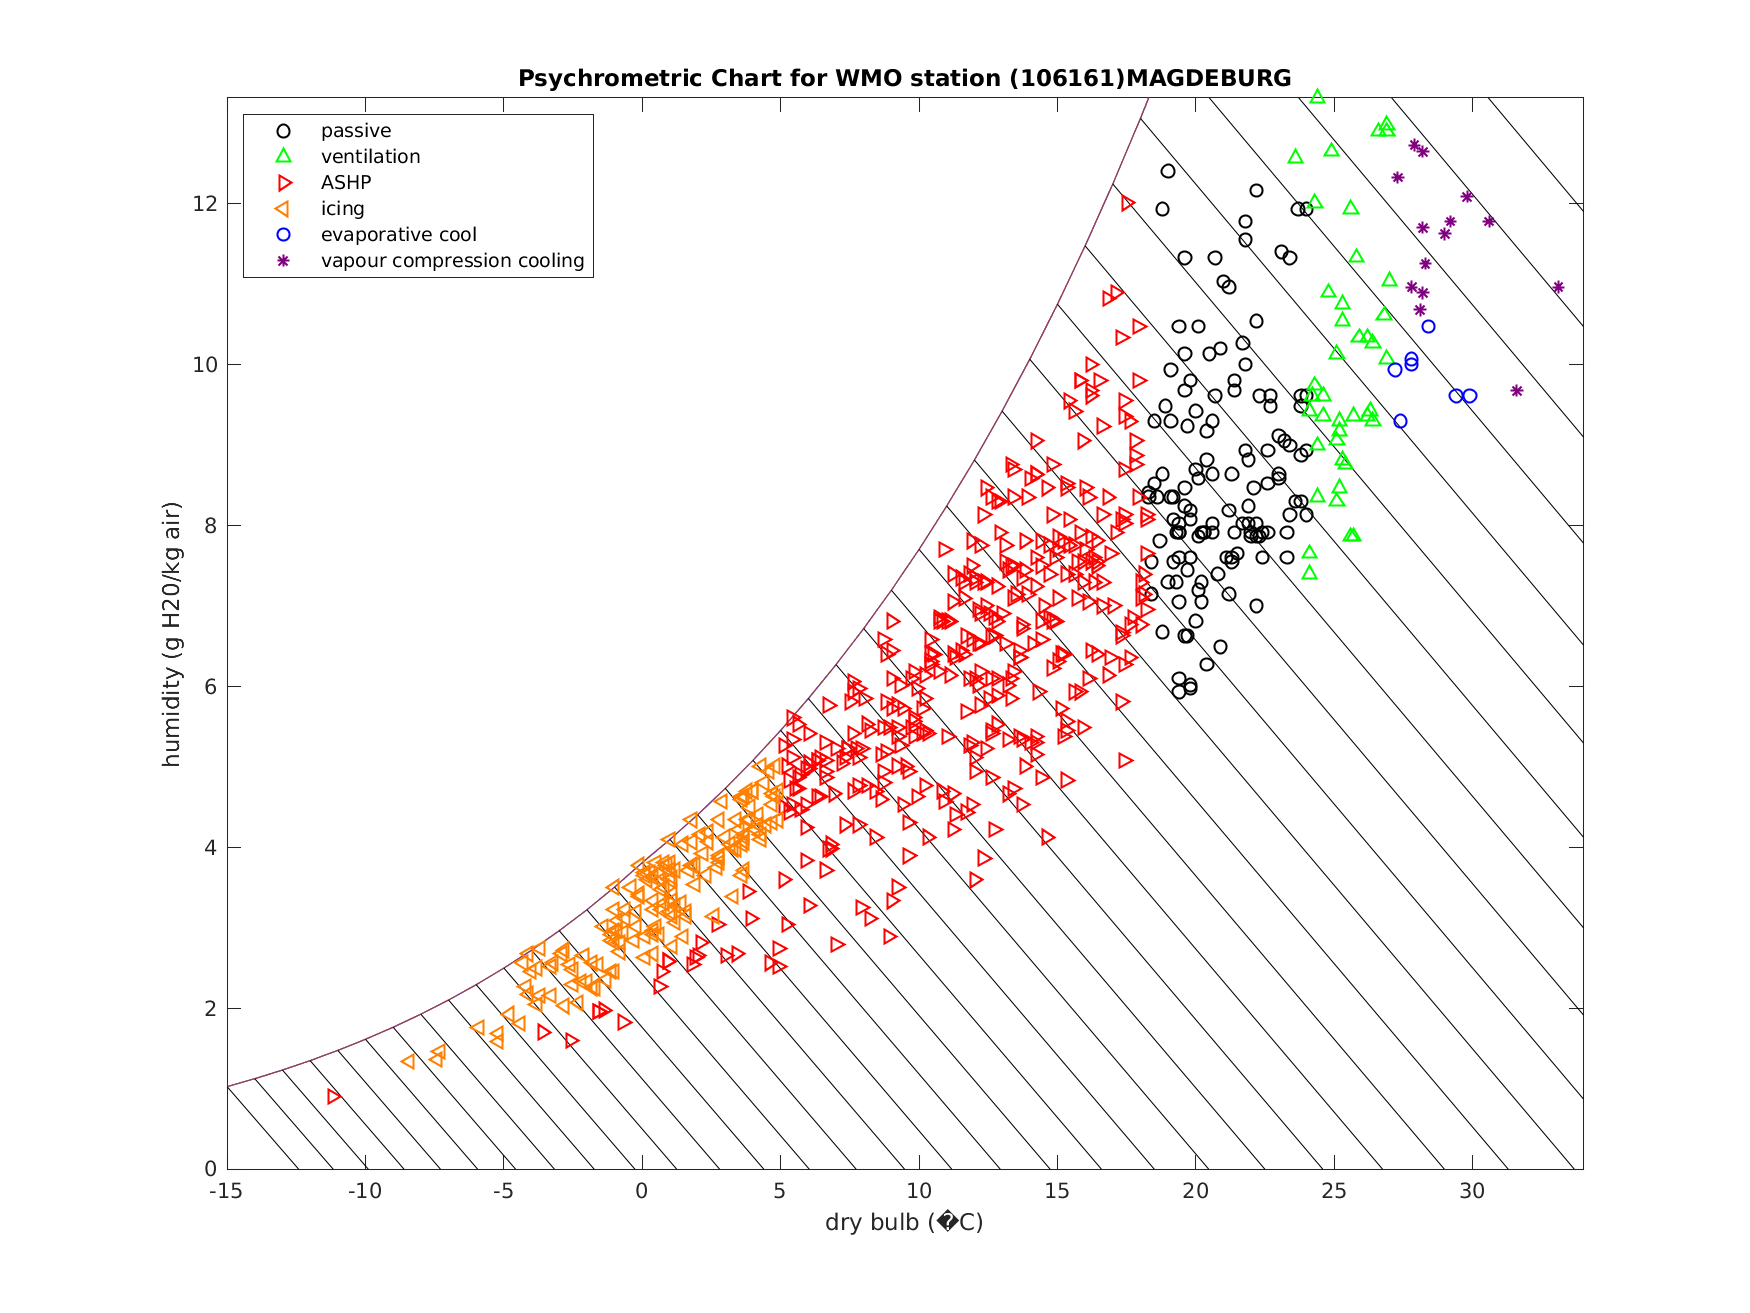 Psychrometric Chart for WMO station (106161)MAGDEBURG
passive
ventilation
ASHP
icing
evaporative cool
vapour compression cooling
humidity (g H20/kg air)
12
10
8
6
4
2
0
-15 -10 -5 0 5 10 15 20 25 30
dry bulb (�C)